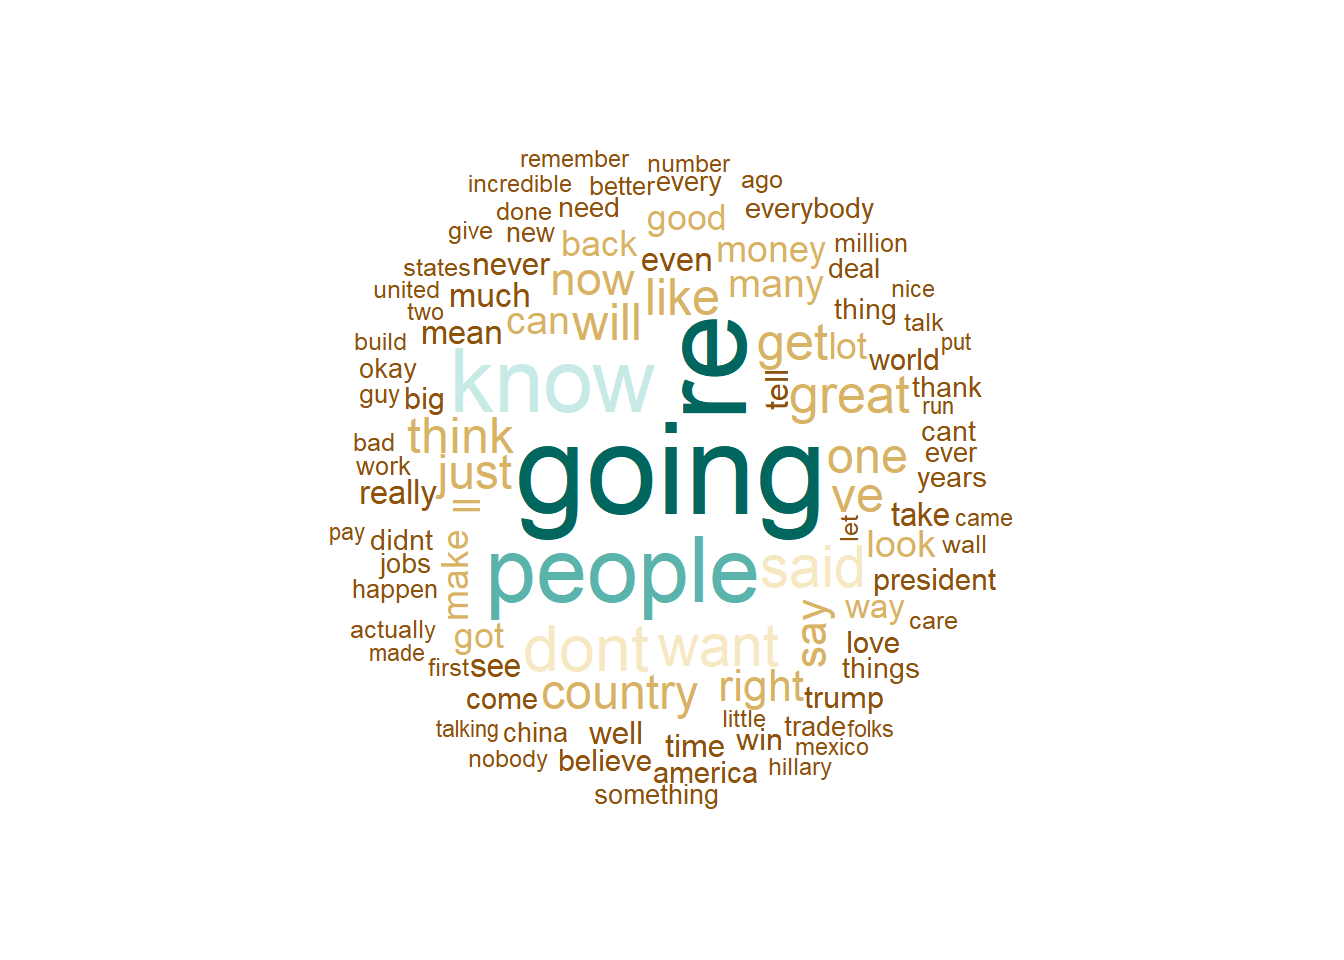 remember
number
incredible
better
every
ago
done
need
good
everybody
give
new
back
even
money
million
states
never
now
like
many
deal
united
much
two
can
will
thing
nice
build
mean
re
get
lot
talk
put
okay
know
tell
world
guy
big
great
thank
run
bad
think
going
one
cant
work
just
ever
really
ll
ve
years
pay
didnt
make
people
said
let
take
came
jobs
look
wall
happen
president
actually
got
dont
want
say
way
care
made
first
see
love
things
come
country
right
trump
talking
china
well
little
trade
folks
nobody
believe
time
win
mexico
america
hillary
something